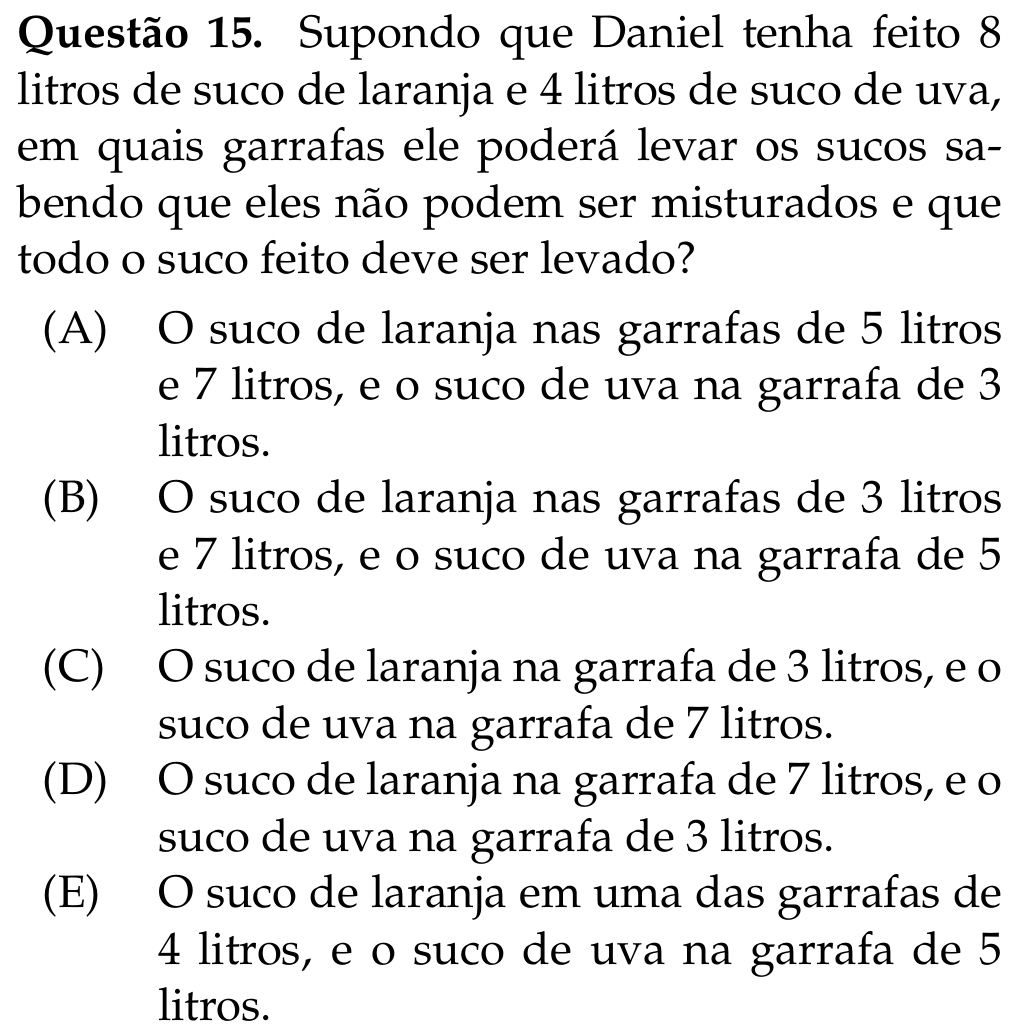 Questão 15. Supondo que Daniel tenha feito 8
litros de suco de laranja e 4 litros de suco de uva,
em quais garrafas ele poderá levar os sucos sa-
bendo que eles não podem ser misturados e que
todo o suco feito deve ser levado?
(A) O suco de laranja nas garrafas de 5 litros
e 7 litros, e o suco de uva na garrafa de 3
litros.
(B) O suco de laranja nas garrafas de 3 litros
e 7 litros, e o suco de uva na garrafa de 5
litros.
(C) O suco de laranja na garrafa de 3 litros, e o
suco de uva na garrafa de 7 litros.
(D) O suco de laranja na garrafa de 7 litros, e o
suco de uva na garrafa de 3 litros.
(E) O suco de laranja em uma das garrafas de
4 litros, e o suco de uva na garrafa de 5
litros.